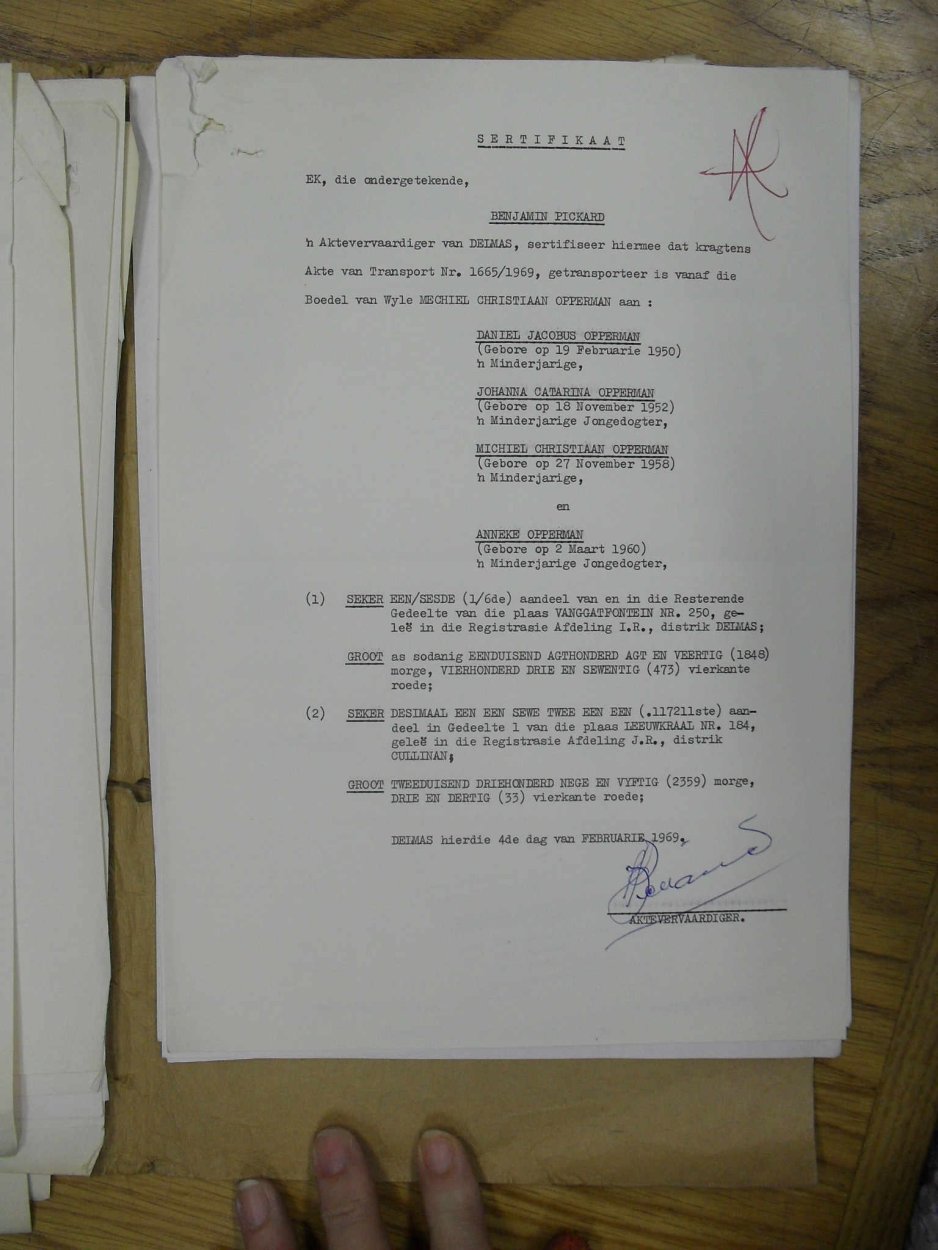 SERTIFIKAAT
EK, die ondergetekende,
BENJAMIN PICKARD
'n Aktevervaardiger van DELMAS, sertifiseer hiermee dat kragtens
Akte van Transport Nr. 1665/1969, getransporteer is vanaf die
Boedel van Wyle MECHIEL CHRISTIAAN OPPERMAN aan :
DANIEL JACOBUS OPPERMAN
(Gebore op 19 Februarie 1950)
'n Minderjarige,
JOHANNA CATARINA OPPERMAN
(Gebore op 18 November 1952)
'n Minderjarige Jongedogter,
MICHIEL CHRISTIAAN OPPERMAN
(Gebore op 27 November 1958)
'n Minderjarige,
en
ANNEKE OPPERMAN
(Gebore op 2 Maart 1960)
'n Minderjarige Jongedogter,
(1) SEKER EEN/SESDE (1/6de) aandeel van en in die Resterende
Gedeelte van die plaas VANGGATFONTEIN NR. 250, ge-
leë in die Registrasie Afdeling I.R., distrik DELMAS;
GROOT as sodanig EENDUISEND AGTHONDERD AGT EN VEERTIG (1848)
morge, VIERHONDERD DRIE EN SEWENTIG (473) vierkante
roede;
(2) SEKER DESIMAAL EEN EEN SEWE TWEE EEN EEN (.117211ste) aan-
deel in Gedeelte 1 van die plaas LEEUWKRAAL NR. 184,
geleë in die Registrasie Afdeling J.R., distrik
CULLINAN;
GROOT TWEEDUISEND DRIEHONDERD NEGE EN VYFTIG (2359) morge,
DRIE EN DERTIG (33) vierkante roede;
DELMAS hierdie 4de dag van FEBRUARIE 1969.
AKTEVERVAARDIGER.